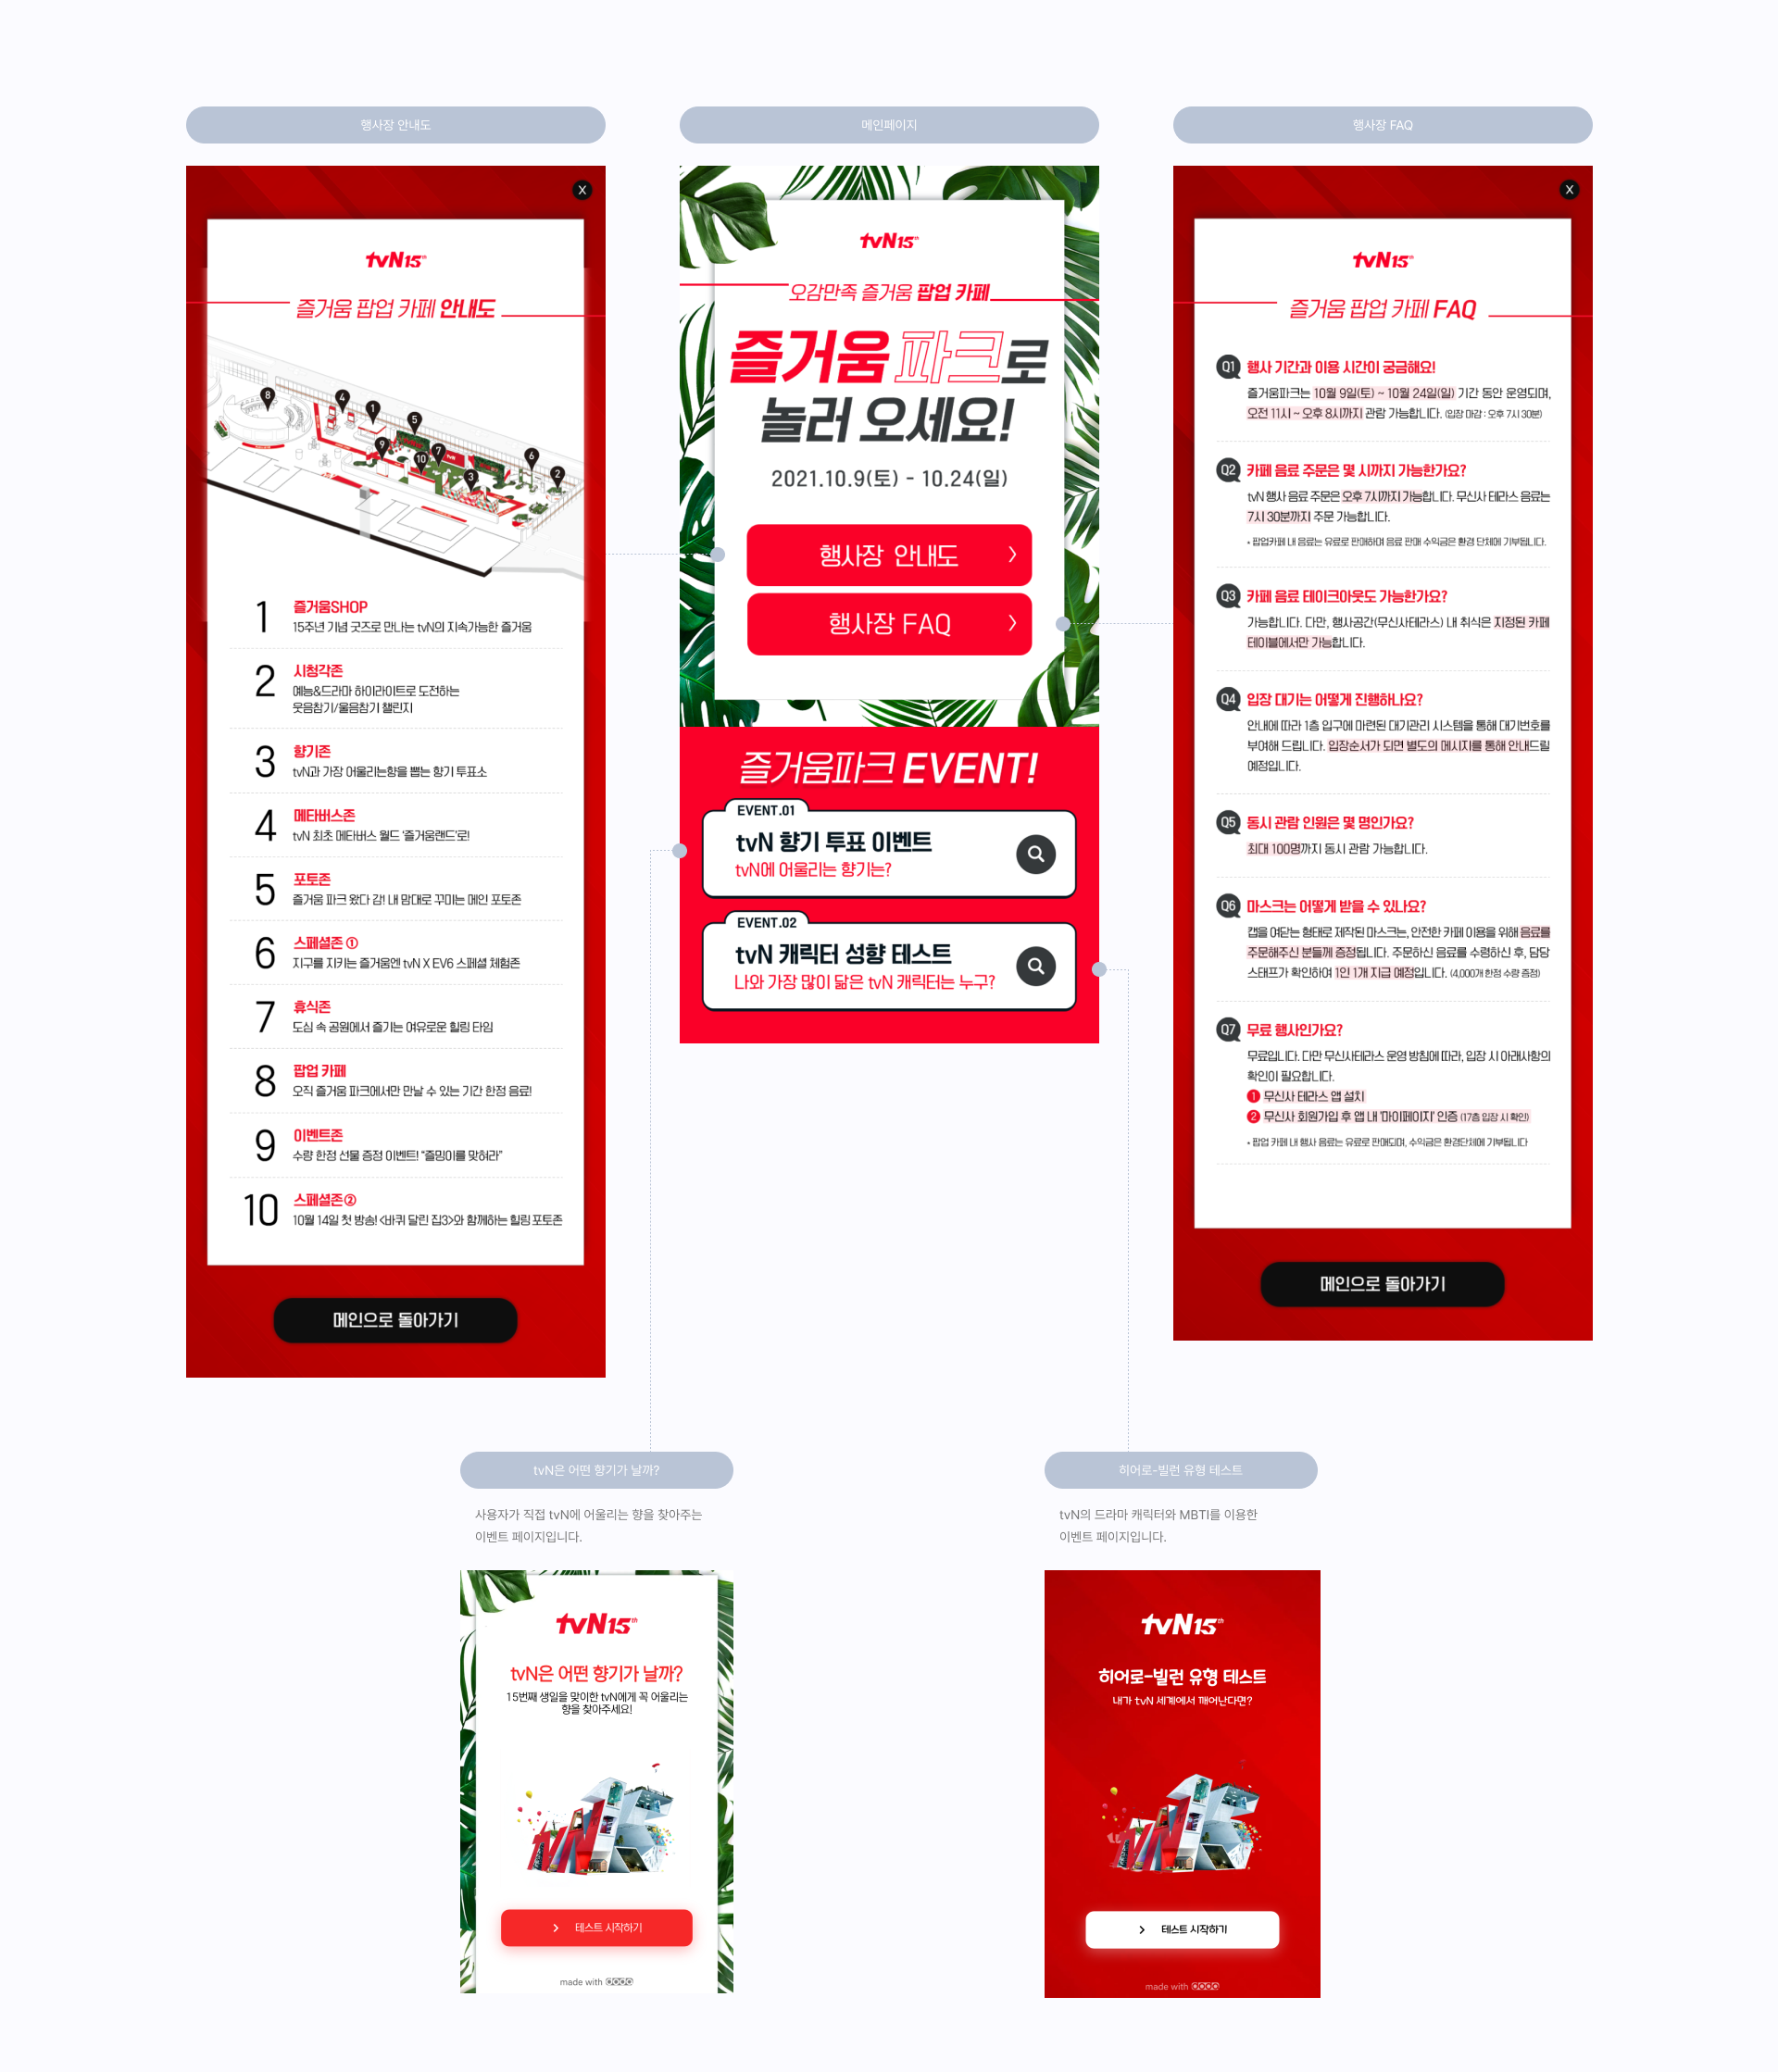 행사장 안내도
X
tvN15th
즐거움 팝업 카페 안내도
8
4
1
5
9
7
10
6
3
2
1
즐거움SHOP
15주년 기념 굿즈로 만나는 tvN의 지속가능한 즐거움
2
시청각존
예능&드라마 하이라이트로 도전하는
웃음참기/울음참기 챌린지
3
향기존
tvN과 가장 어울리는향을 뽑는 향기 투표소
4
메타버스존
tvN 최초 메타버스 월드 '즐거움랜드'로!
5
포토존
즐거움 파크 왔다 감! 내 맘대로 꾸미는 메인 포토존
6
스페셜존 ①
지구를 지키는 즐거움엔 tvN X EV6 스페셜 체험존
7
휴식존
도심 속 공원에서 즐기는 여유로운 힐링 타임
8
팝업 카페
오직 즐거움 파크에서만 만날 수 있는 기간 한정 음료!
9
이벤트존
수량 한정 선물 증정 이벤트! “즐밍이를 맞혀라”
10
스페셜존②
10월 14일 첫 방송! <바퀴 달린 집3>와 함께하는 힐링 포토존
메인으로 돌아가기
메인페이지
tvN15th
오감만족 즐거움 팝업 카페
즐거움 파크로
놀러 오세요!
2021.10.9(토) - 10.24(일)
행사장 안내도
행사장 FAQ
즐거움파크 EVENT!
EVENT.01
tvN 향기 투표 이벤트
tvN에 어울리는 향기는?
EVENT.02
tvN 캐릭터 성향 테스트
나와 가장 많이 닮은 tvN 캐릭터는 누구?
행사장 FAQ
X
tvN15th
즐거움 팝업 카페 FAQ
Q1 행사 기간과 이용 시간이 궁금해요!
즐거움파크는 10월 9일(토) ~ 10월 24일(일) 기간 동안 운영되며,
오전 11시 ~ 오후 8시까지 관람 가능합니다. (입장 마감 : 오후 7시 30분)
Q2 카페 음료 주문은 몇 시까지 가능한가요?
tvN 행사 음료 주문은 오후 7시까지 가능합니다. 무신사 테라스 음료는
7시 30분까지 주문 가능합니다.
• 팝업카페 내 음료는 유료로 판매하며 음료 판매 수익금은 환경 단체에 기부됩니다.
Q3 카페 음료 테이크아웃도 가능한가요?
가능합니다. 다만, 행사공간(무신사테라스) 내 취식은 지정된 카페
테이블에서만 가능합니다.
Q4 입장 대기는 어떻게 진행하나요?
안내에 따라 1층 입구에 마련된 대기관리 시스템을 통해 대기번호를
부여해 드립니다. 입장순서가 되면 별도의 메시지를 통해 안내드릴
예정입니다.
Q5 동시 관람 인원은 몇 명인가요?
최대 100명까지 동시 관람 가능합니다.
Q6 마스크는 어떻게 받을 수 있나요?
캡을 여닫는 형태로 제작된 마스크는, 안전한 카페 이용을 위해 음료를
주문해주신 분들께 증정됩니다. 주문하신 음료를 수령하신 후, 담당
스태프가 확인하여 1인 1개 지급 예정입니다. (4,000개 한정 수량 증정)
Q7 무료 행사인가요?
무료입니다. 다만 무신사테라스 운영 방침에 따라, 입장 시 아래사항의
확인이 필요합니다.
1 무신사 테라스 앱 설치
2 무신사 회원가입 후 앱 내 '마이페이지' 인증 (17층 입장 시 확인)
• 팝업 카페 내 행사 음료는 유료로 판매되며, 수익금은 환경단체에 기부됩니다
메인으로 돌아가기
tvN은 어떤 향기가 날까?
사용자가 직접 tvN에 어울리는 향을 찾아주는
이벤트 페이지입니다.
tvN15th
tvN은 어떤 향기가 날까?
15번째 생일을 맞이한 tvN에게 꼭 어울리는
향을 찾아주세요!
테스트 시작하기
made with
히어로-빌런 유형 테스트
tvN의 드라마 캐릭터와 MBTI를 이용한
이벤트 페이지입니다.
tvN15th
히어로-빌런 유형 테스트
내가 tvN 세계에서 깨어난다면?
테스트 시작하기
made with